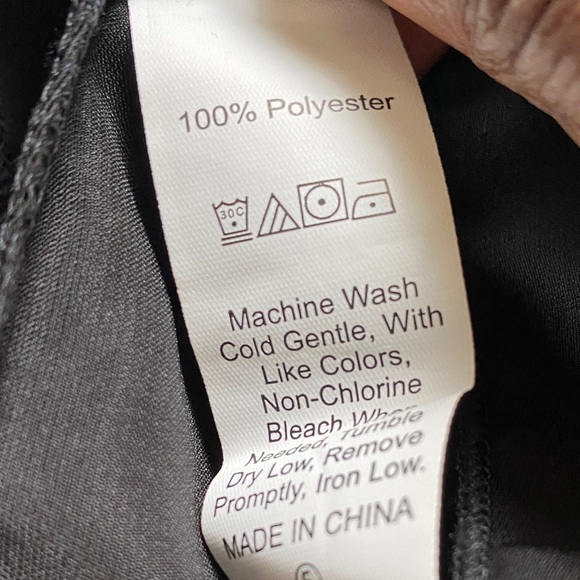 100% Polyester
30C
Machine Wash
Cold Gentle, With
Like Colors,
Non-Chlorine
Bleach When
Needed, Tumble
Dry Low, Remove
Promptly, Iron Low.
MADE IN CHINA